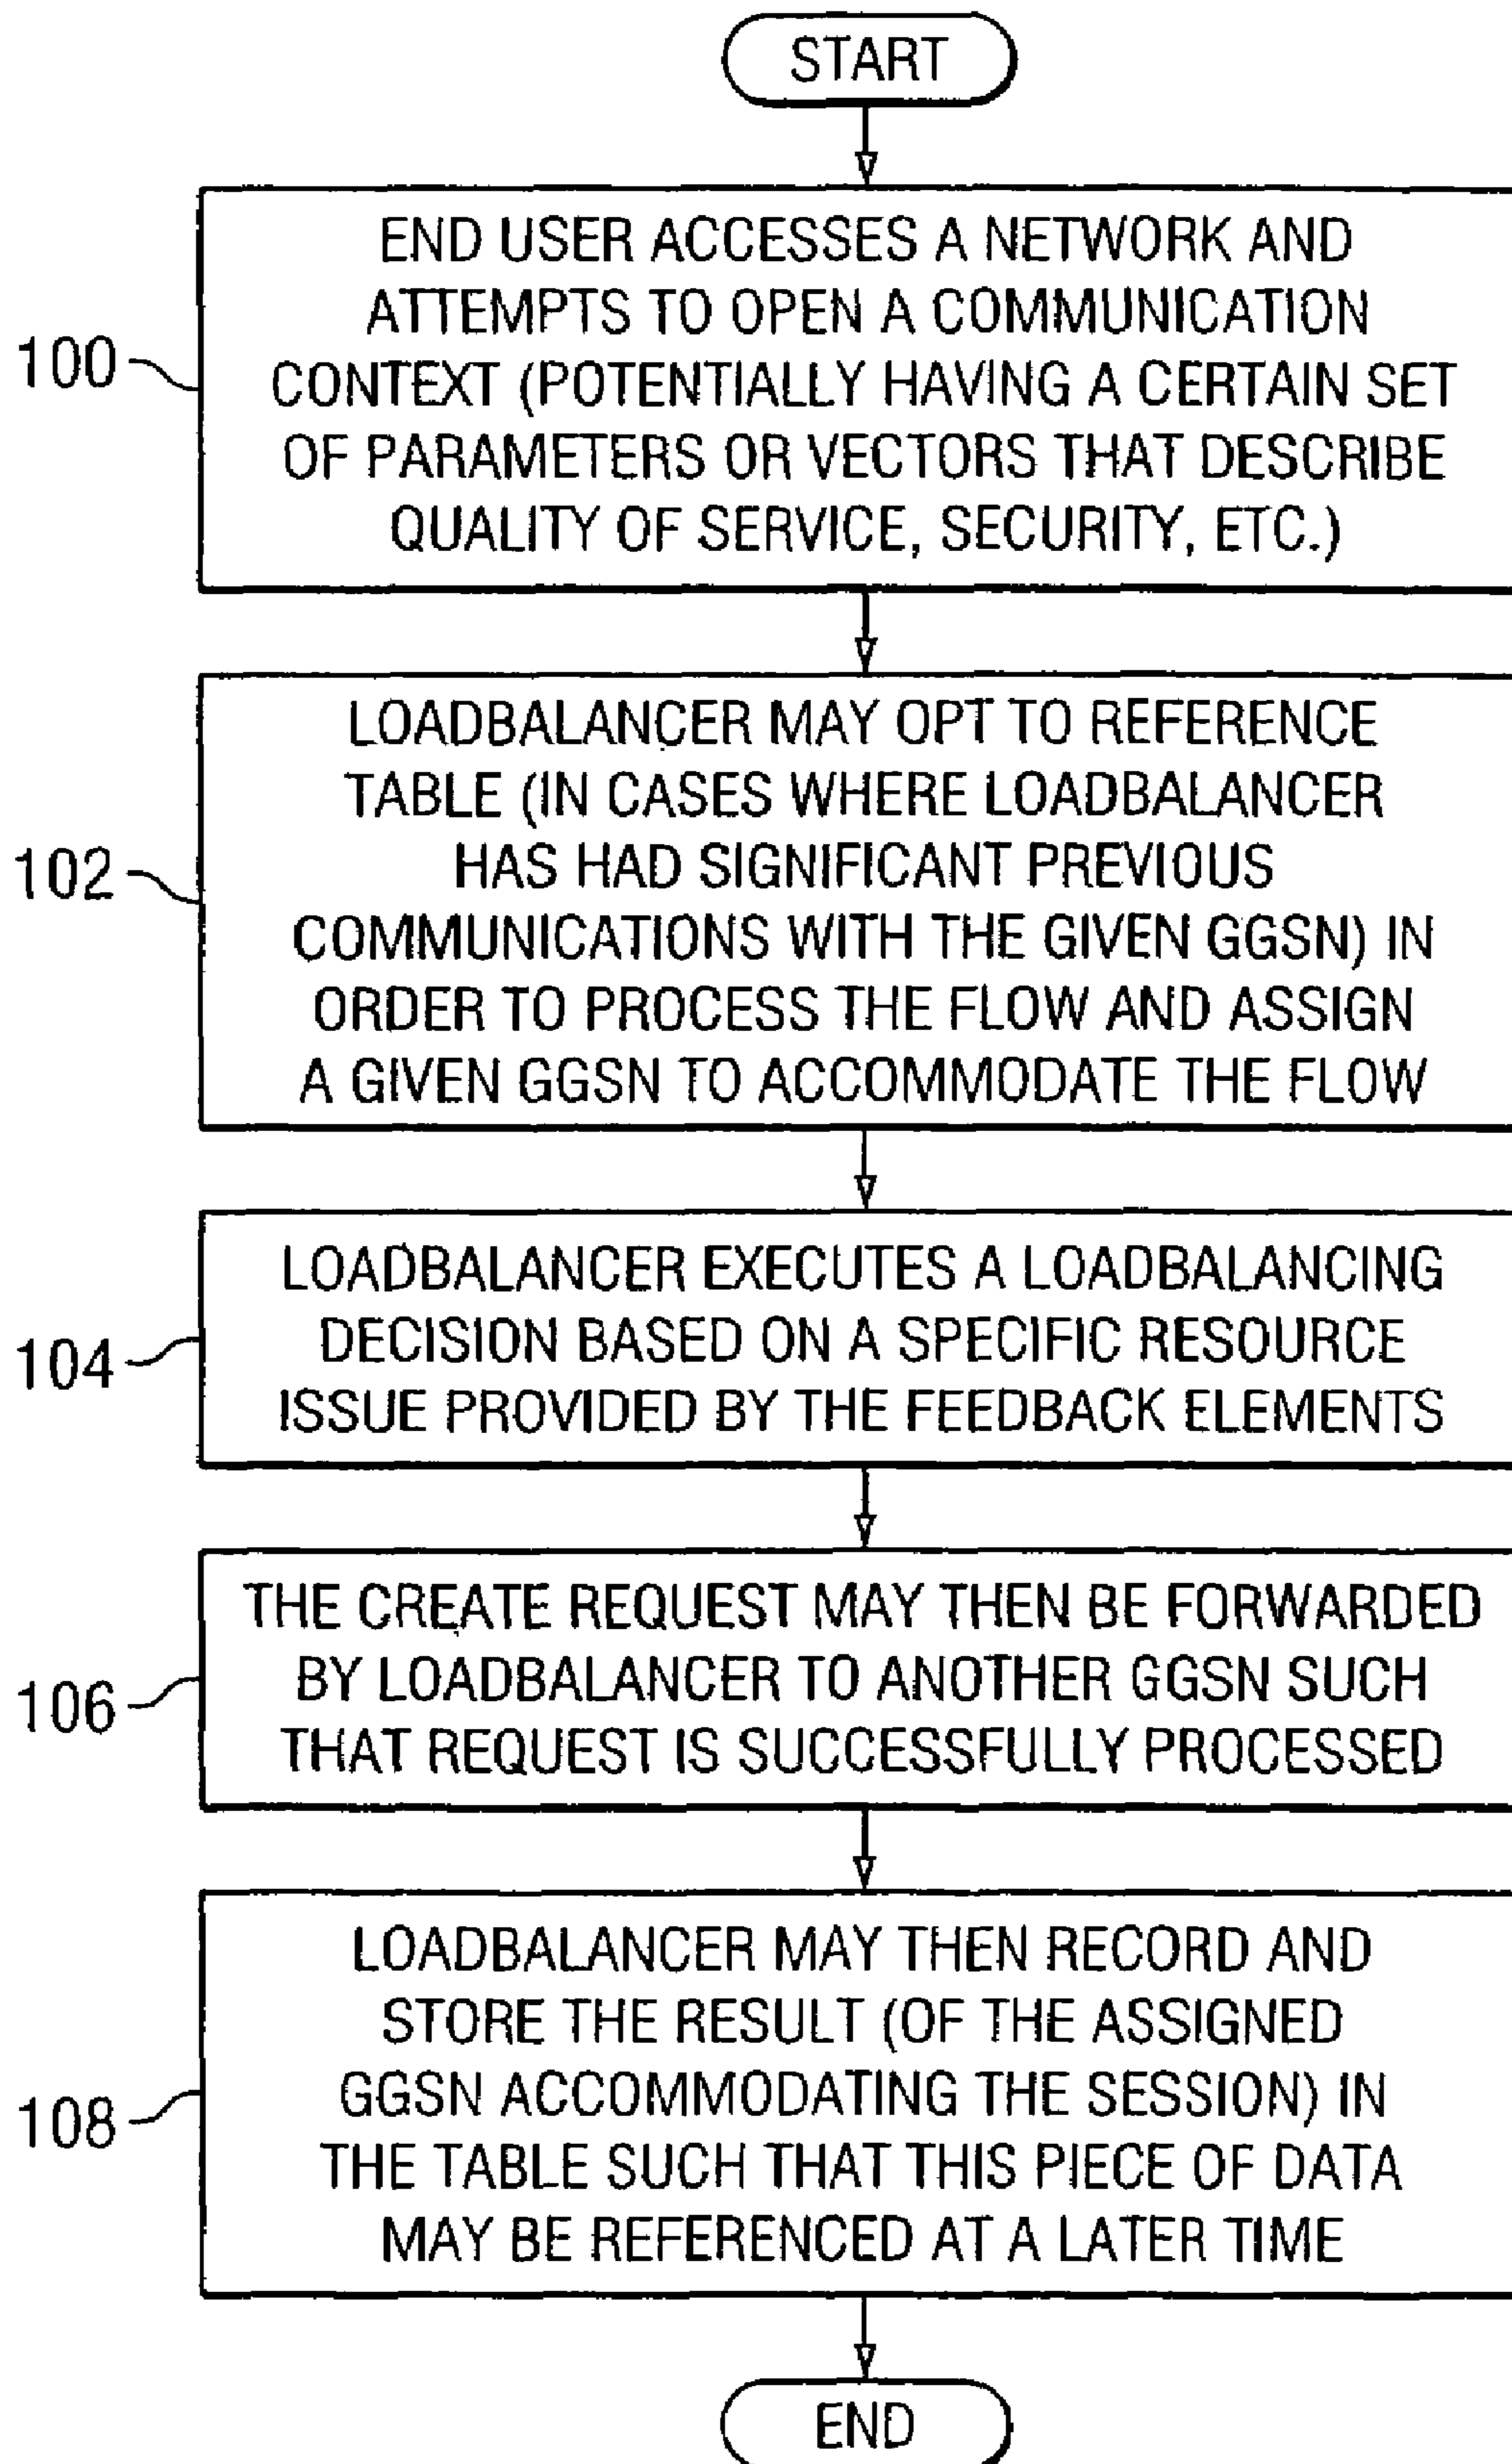 START
END USER ACCESSES A NETWORK AND
ATTEMPTS TO OPEN A COMMUNICATION
CONTEXT (POTENTIALLY HAVING A CERTAIN SET
OF PARAMETERS OR VECTORS THAT DESCRIBE
QUALITY OF SERVICE, SECURITY, ETC.)
100
LOADBALANCER MAY OPT TO REFERENCE
TABLE (IN CASES WHERE LOADBALANCER
HAS HAD SIGNIFICANT PREVIOUS
COMMUNICATIONS WITH THE GIVEN GGSN) IN
ORDER TO PROCESS THE FLOW AND ASSIGN
A GIVEN GGSN TO ACCOMMODATE THE FLOW
102
LOADBALANCER EXECUTES A LOADBALANCING
DECISION BASED ON A SPECIFIC RESOURCE
ISSUE PROVIDED BY THE FEEDBACK ELEMENTS
104
THE CREATE REQUEST MAY THEN BE FORWARDED
BY LOADBALANCER TO ANOTHER GGSN SUCH
THAT REQUEST IS SUCCESSFULLY PROCESSED
106
LOADBALANCER MAY THEN RECORD AND
STORE THE RESULT (OF THE ASSIGNED
GGSN ACCOMMODATING THE SESSION) IN
THE TABLE SUCH THAT THIS PIECE OF DATA
MAY BE REFERENCED AT A LATER TIME
108
END